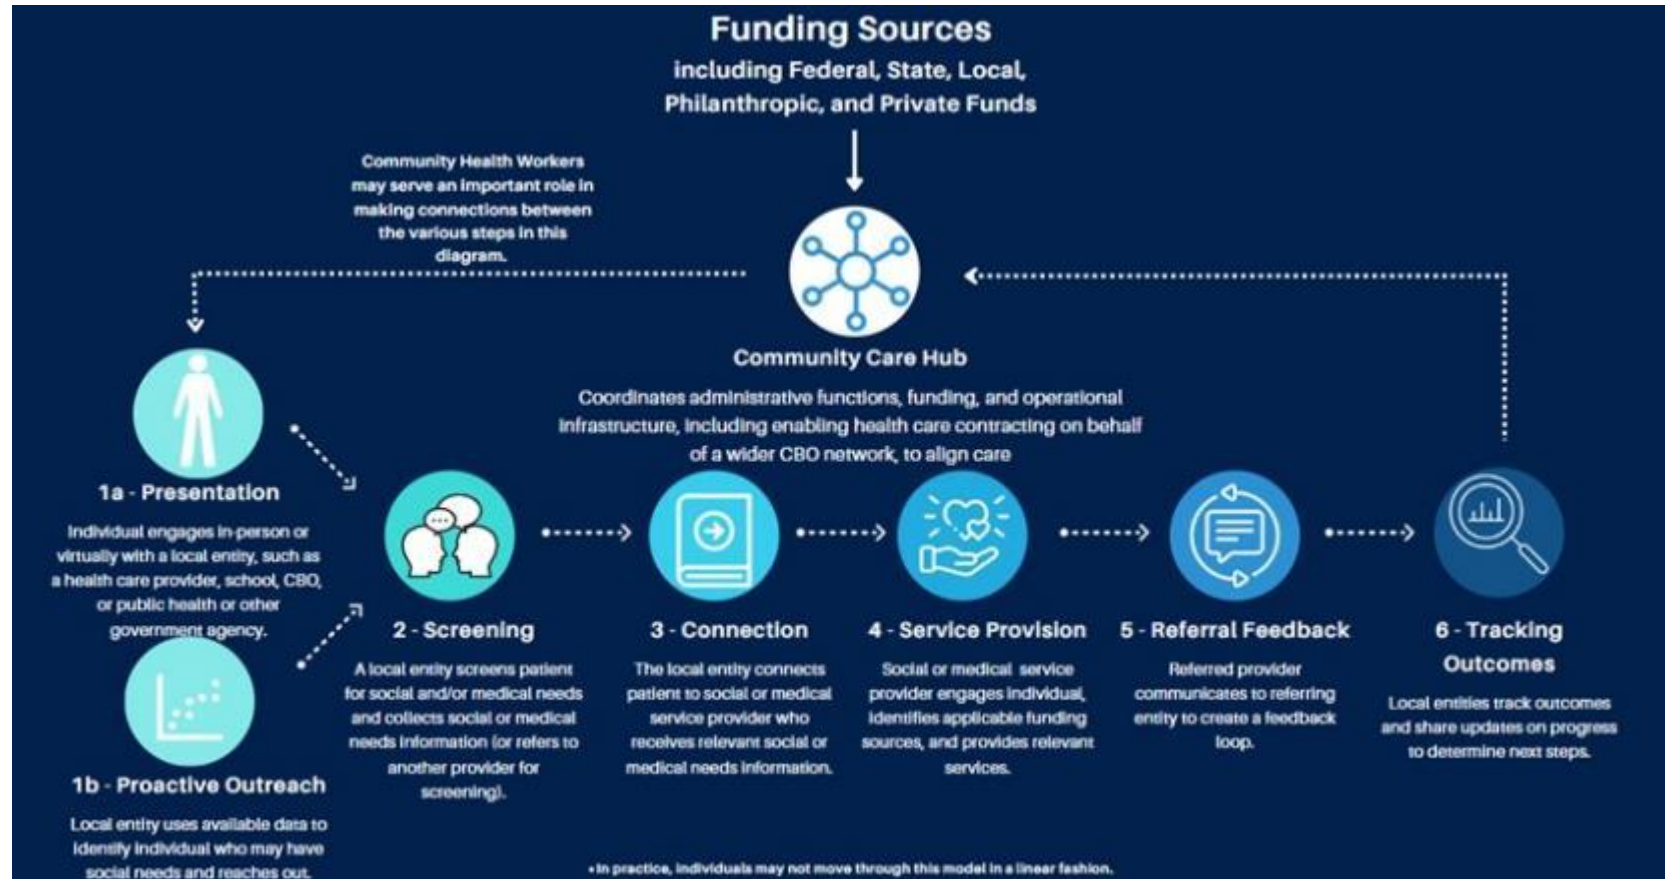 Funding Sources
including Federal, State, Local,
Philanthropic, and Private Funds
Community Health Workers
may serve an important role in
making connections between
the various steps in this
diagram.
Community Care Hub
Coordinates administrative functions, funding, and operational
infrastructure, including enabling health care contracting on behalf
of a wider CBO network, to align care
1a - Presentation
Individual engages in-person or
virtually with a local entity, such as
a health care provider, school, CBO,
or public health or other
government agency.
1b - Proactive Outreach
Local entity uses available data to
identify individual who may have
social needs and reaches out.
2 - Screening
A local entity screens patient
for social and/or medical needs
and collects social or medical
needs information (or refers to
another provider for
screening).
3 - Connection
The local entity connects
patient to social or medical
service provider who
receives relevant social or
medical needs information.
4 - Service Provision
Social or medical service
provider engages individual,
identifies applicable funding
sources, and provides relevant
services.
5 - Referral Feedback
Referred provider
communicates to referring
entity to create a feedback
loop.
6 - Tracking
Outcomes
Local entities track outcomes
and share updates on progress
to determine next steps.
• In practice, individuals may not move through this model in a linear fashion.